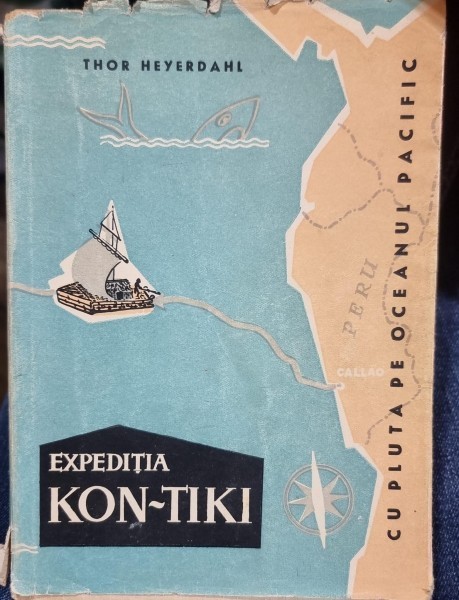 THOR HEYERDAHL
CU PLUTA PE OCEANUL PACIFIC
PERU
CALLAO
EXPEDIȚIA
KON-TIKI